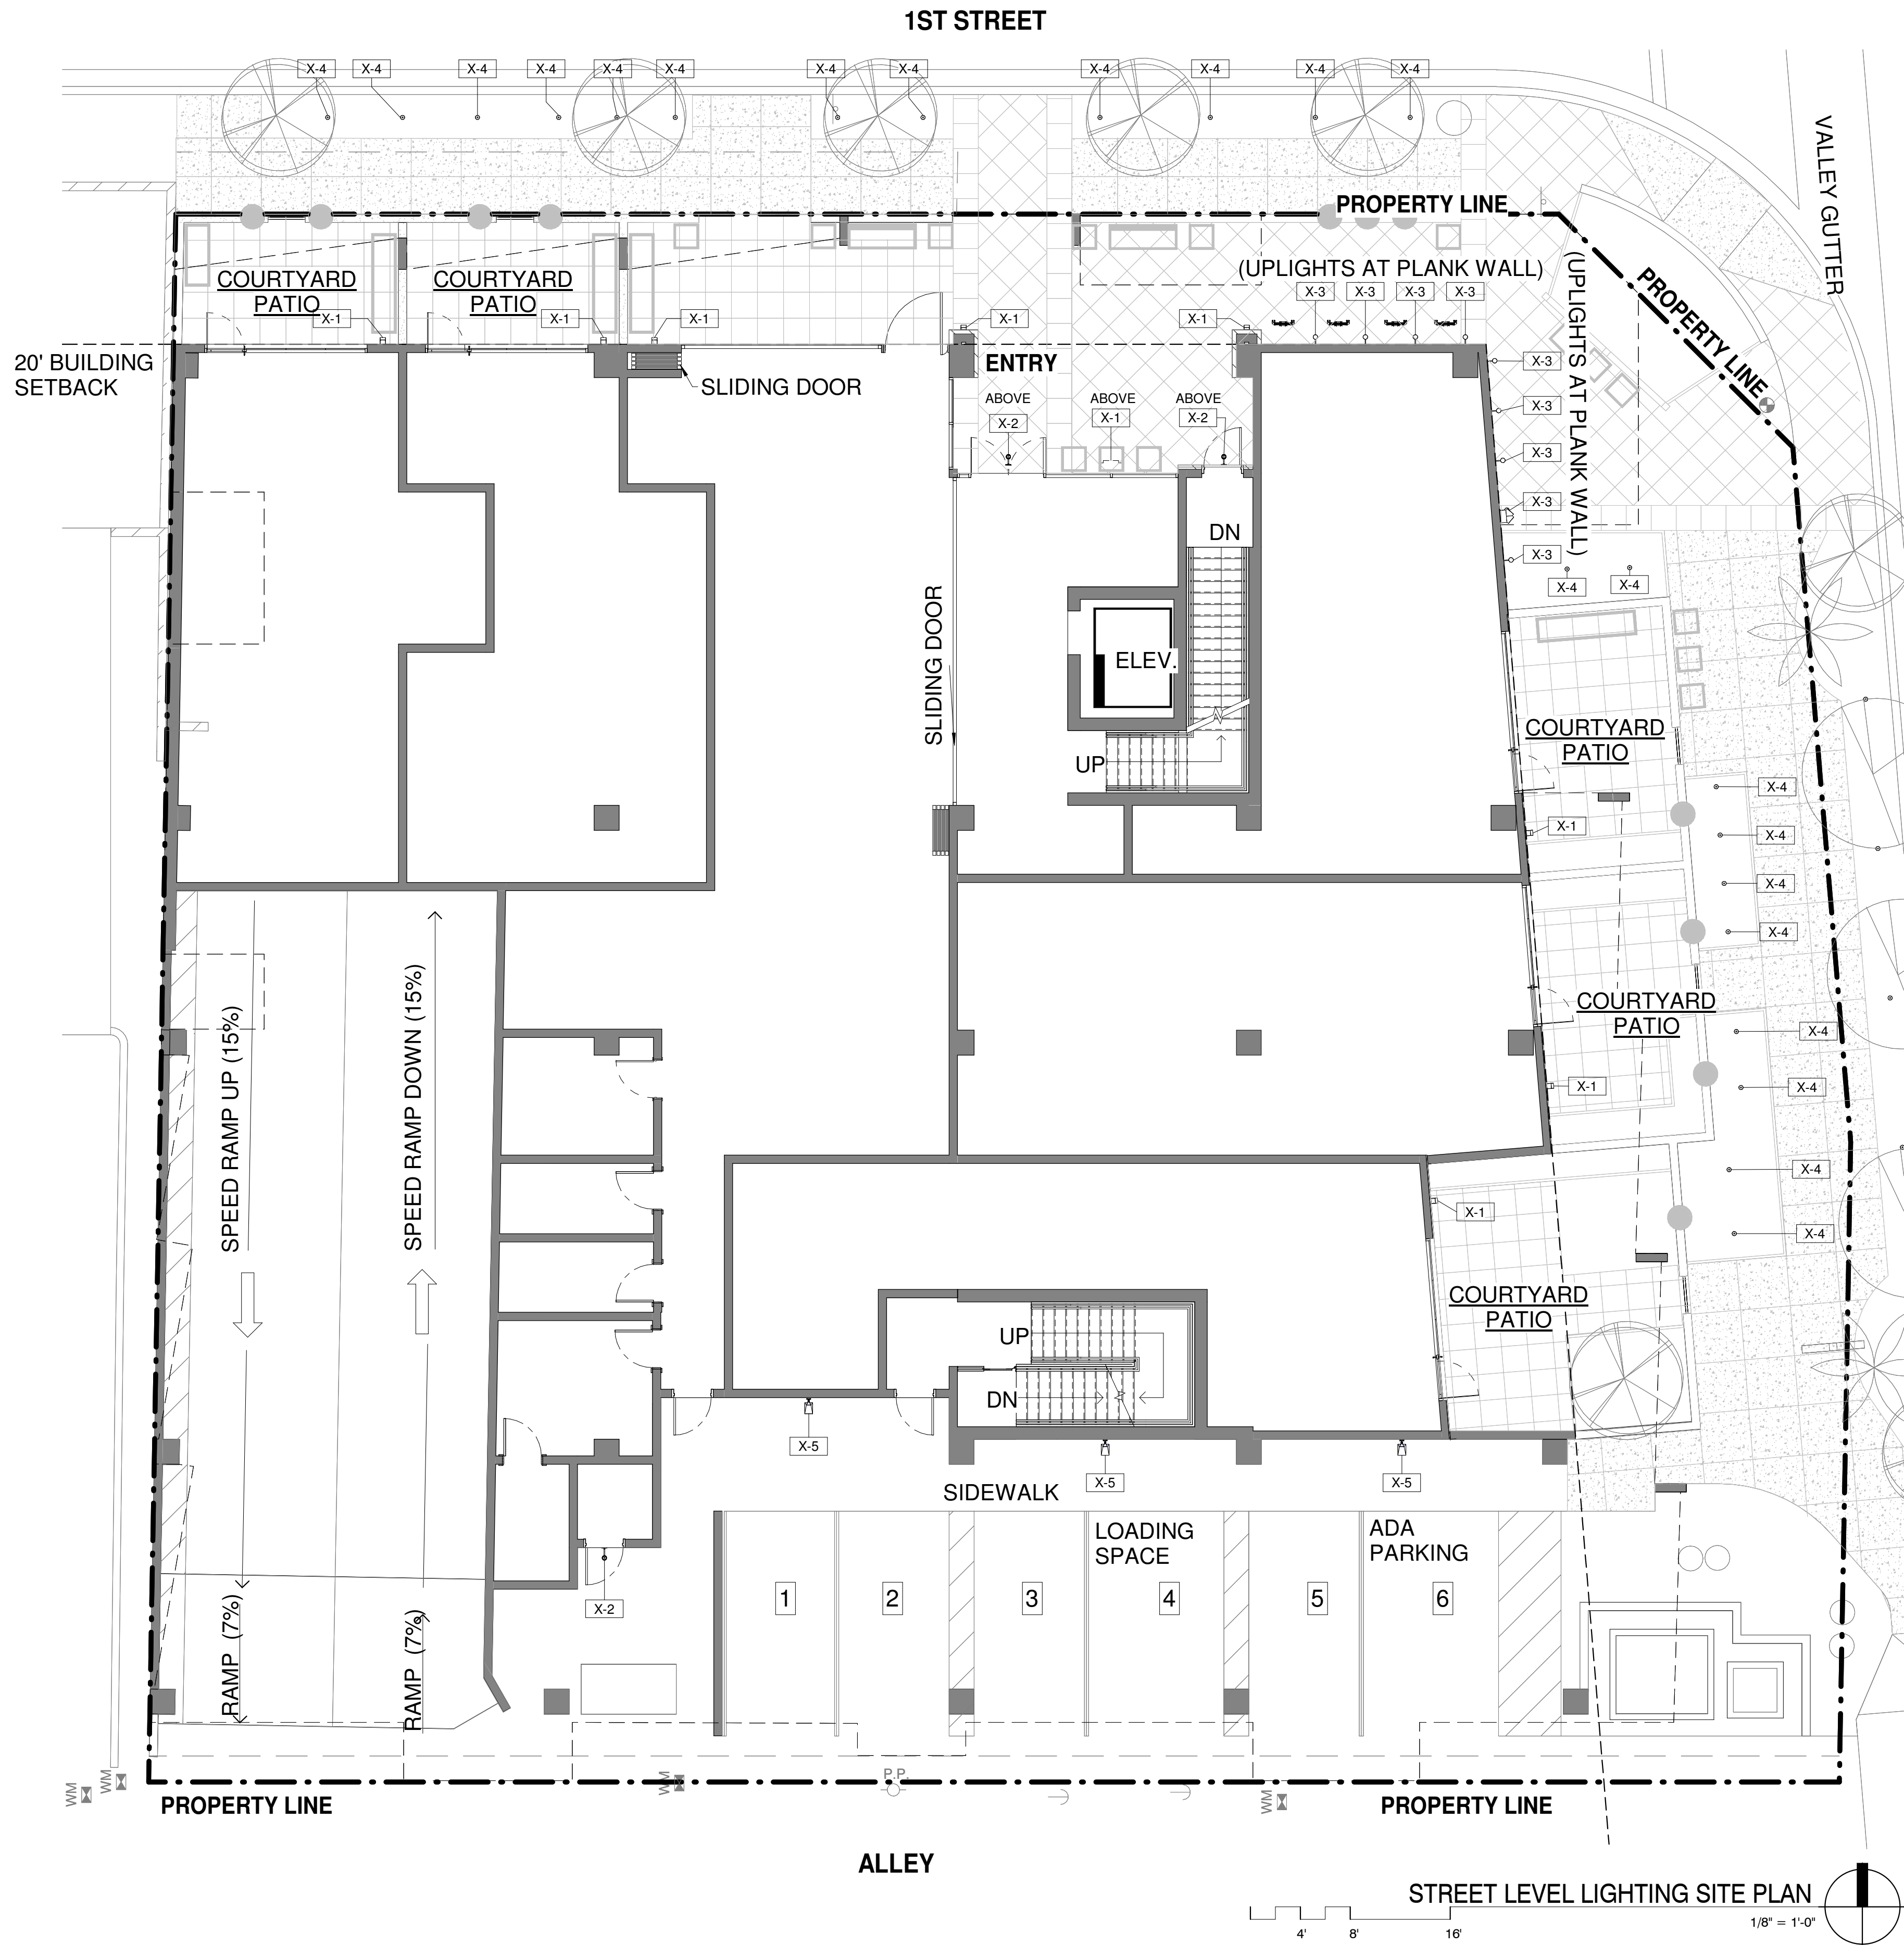 1ST STREET
X-4
X-4
X-4
X-4
X-4
X-4
X-4
X-4
X-4
X-4
X-4
X-4
VALLEY GUTTER
PROPERTY LINE
PROPERTY LINE
COURTYARD
PATIO
COURTYARD
PATIO
(UPLIGHTS AT PLANK WALL)
X-3
X-3
X-3
X-3
(UPLIGHTS AT PLANK WALL)
X-1
X-1
X-1
X-1
X-1
20' BUILDING
SETBACK
SLIDING DOOR
ENTRY
ABOVE
X-2
ABOVE
X-1
ABOVE
X-2
X-3
X-3
X-3
X-3
X-3
X-4
X-4
DN
SLIDING DOOR
ELEV.
UP
COURTYARD
PATIO
X-4
X-1
X-4
X-4
X-4
COURTYARD
PATIO
X-4
X-1
X-4
X-4
X-1
X-4
SPEED RAMP UP (15%)
SPEED RAMP DOWN (15%)
COURTYARD
PATIO
UP
DN
X-5
X-5
X-5
SIDEWALK
LOADING
SPACE
ADA
PARKING
1
2
3
4
5
6
X-2
RAMP (7%)
RAMP (7%)
WM
WM
WM
P.P.
WM
PROPERTY LINE
PROPERTY LINE
ALLEY
STREET LEVEL LIGHTING SITE PLAN
1/8" = 1'-0"
4'
8'
16'